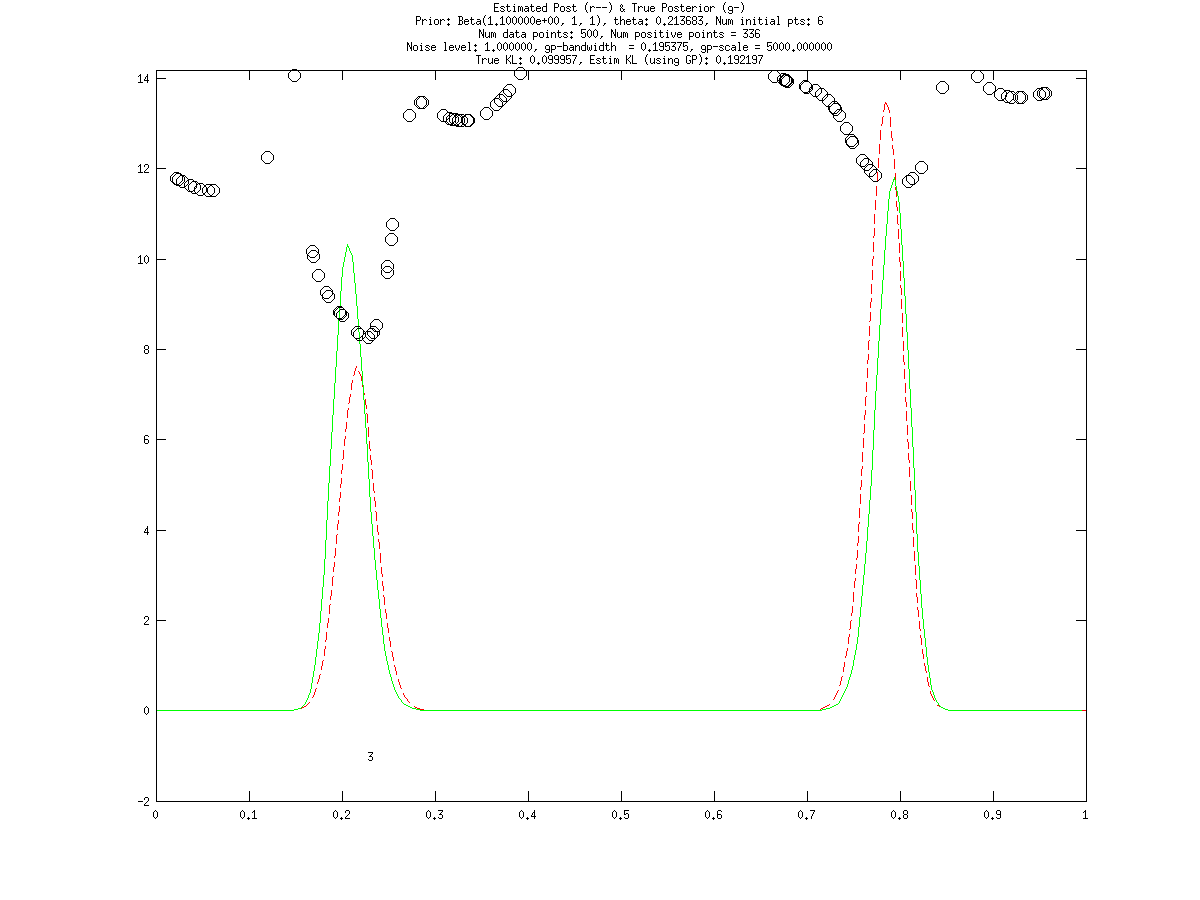 Estimated Post (r--) & True Posterior (g-)
Prior: Beta(1.100000e+00, 1, 1), theta: 0.213683, Num initial pts: 6
Num data points: 500, Num positive points = 336
Noise level: 1.000000, gp-bandwidth  = 0.195375, gp-scale = 5000.000000
True KL: 0.099957, Estim KL (using GP): 0.192197
14
12
10
8
6
4
2
0
3
-2
0 0.1 0.2 0.3 0.4 0.5 0.6 0.7 0.8 0.9 1